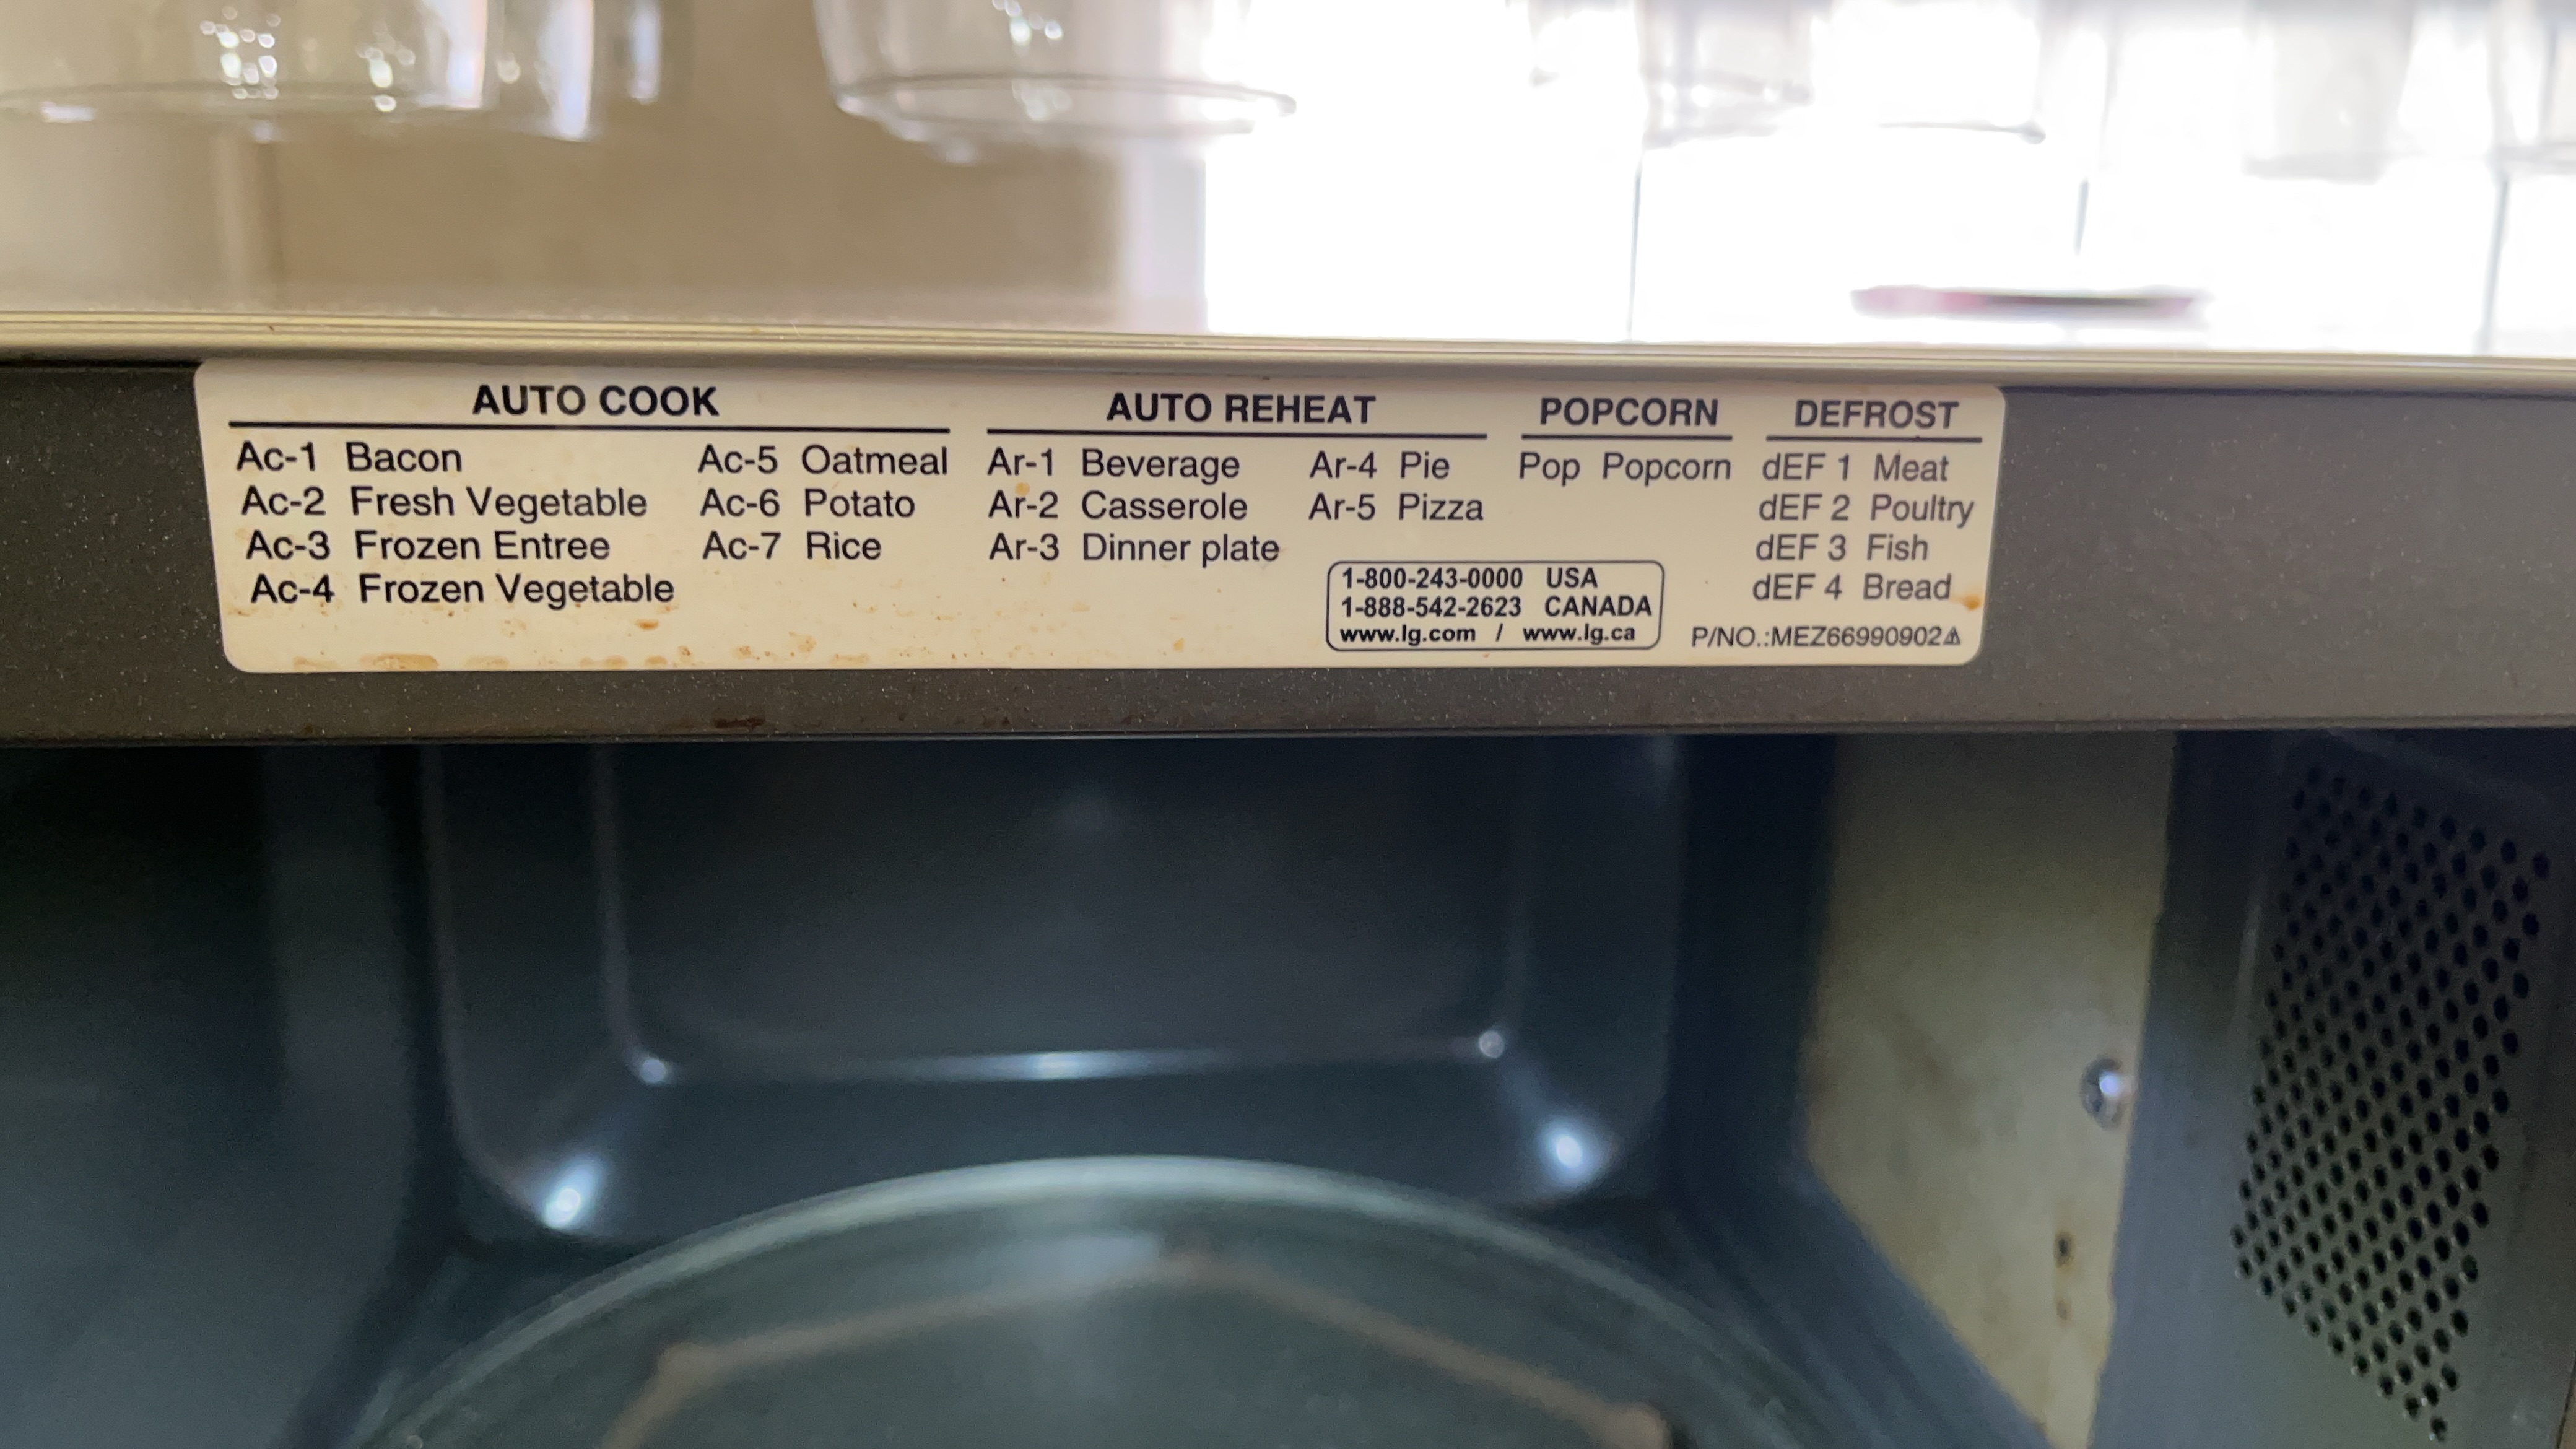 AUTO COOK
Ac-1 Bacon
Ac-2 Fresh Vegetable
Ac-3 Frozen Entree
Ac-4 Frozen Vegetable
Ac-5 Oatmeal
Ac-6 Potato
Ac-7 Rice
AUTO REHEAT
Ar-1 Beverage
Ar-2 Casserole
Ar-3 Dinner plate
Ar-4 Pie
Ar-5 Pizza
POPCORN
Pop Popcorn
DEFROST
dEF 1 Meat
dEF 2 Poultry
dEF 3 Fish
dEF 4 Bread
1-800-243-0000 USA
1-888-542-2623 CANADA
www.lg.com / www.lg.ca
P/NO.:MEZ66990902